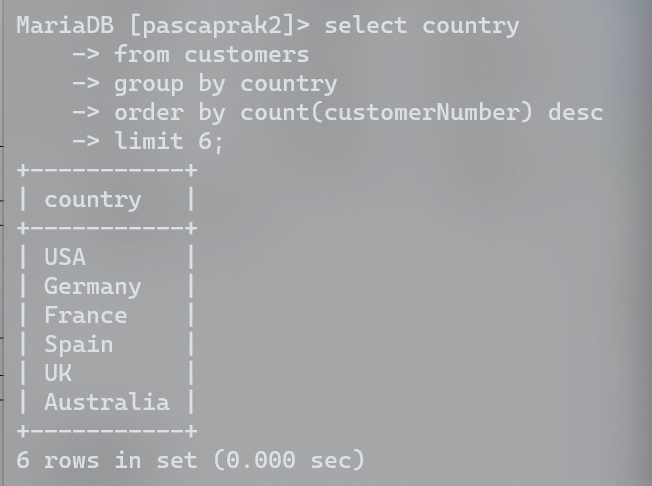 MariaDB [pascaprak2]> select country
    -> from customers
    -> group by country
    -> order by count(customerNumber) desc
    -> limit 6;
+-----------+
| country   |
+-----------+
| USA       |
| Germany   |
| France    |
| Spain     |
| UK        |
| Australia |
+-----------+
6 rows in set (0.000 sec)